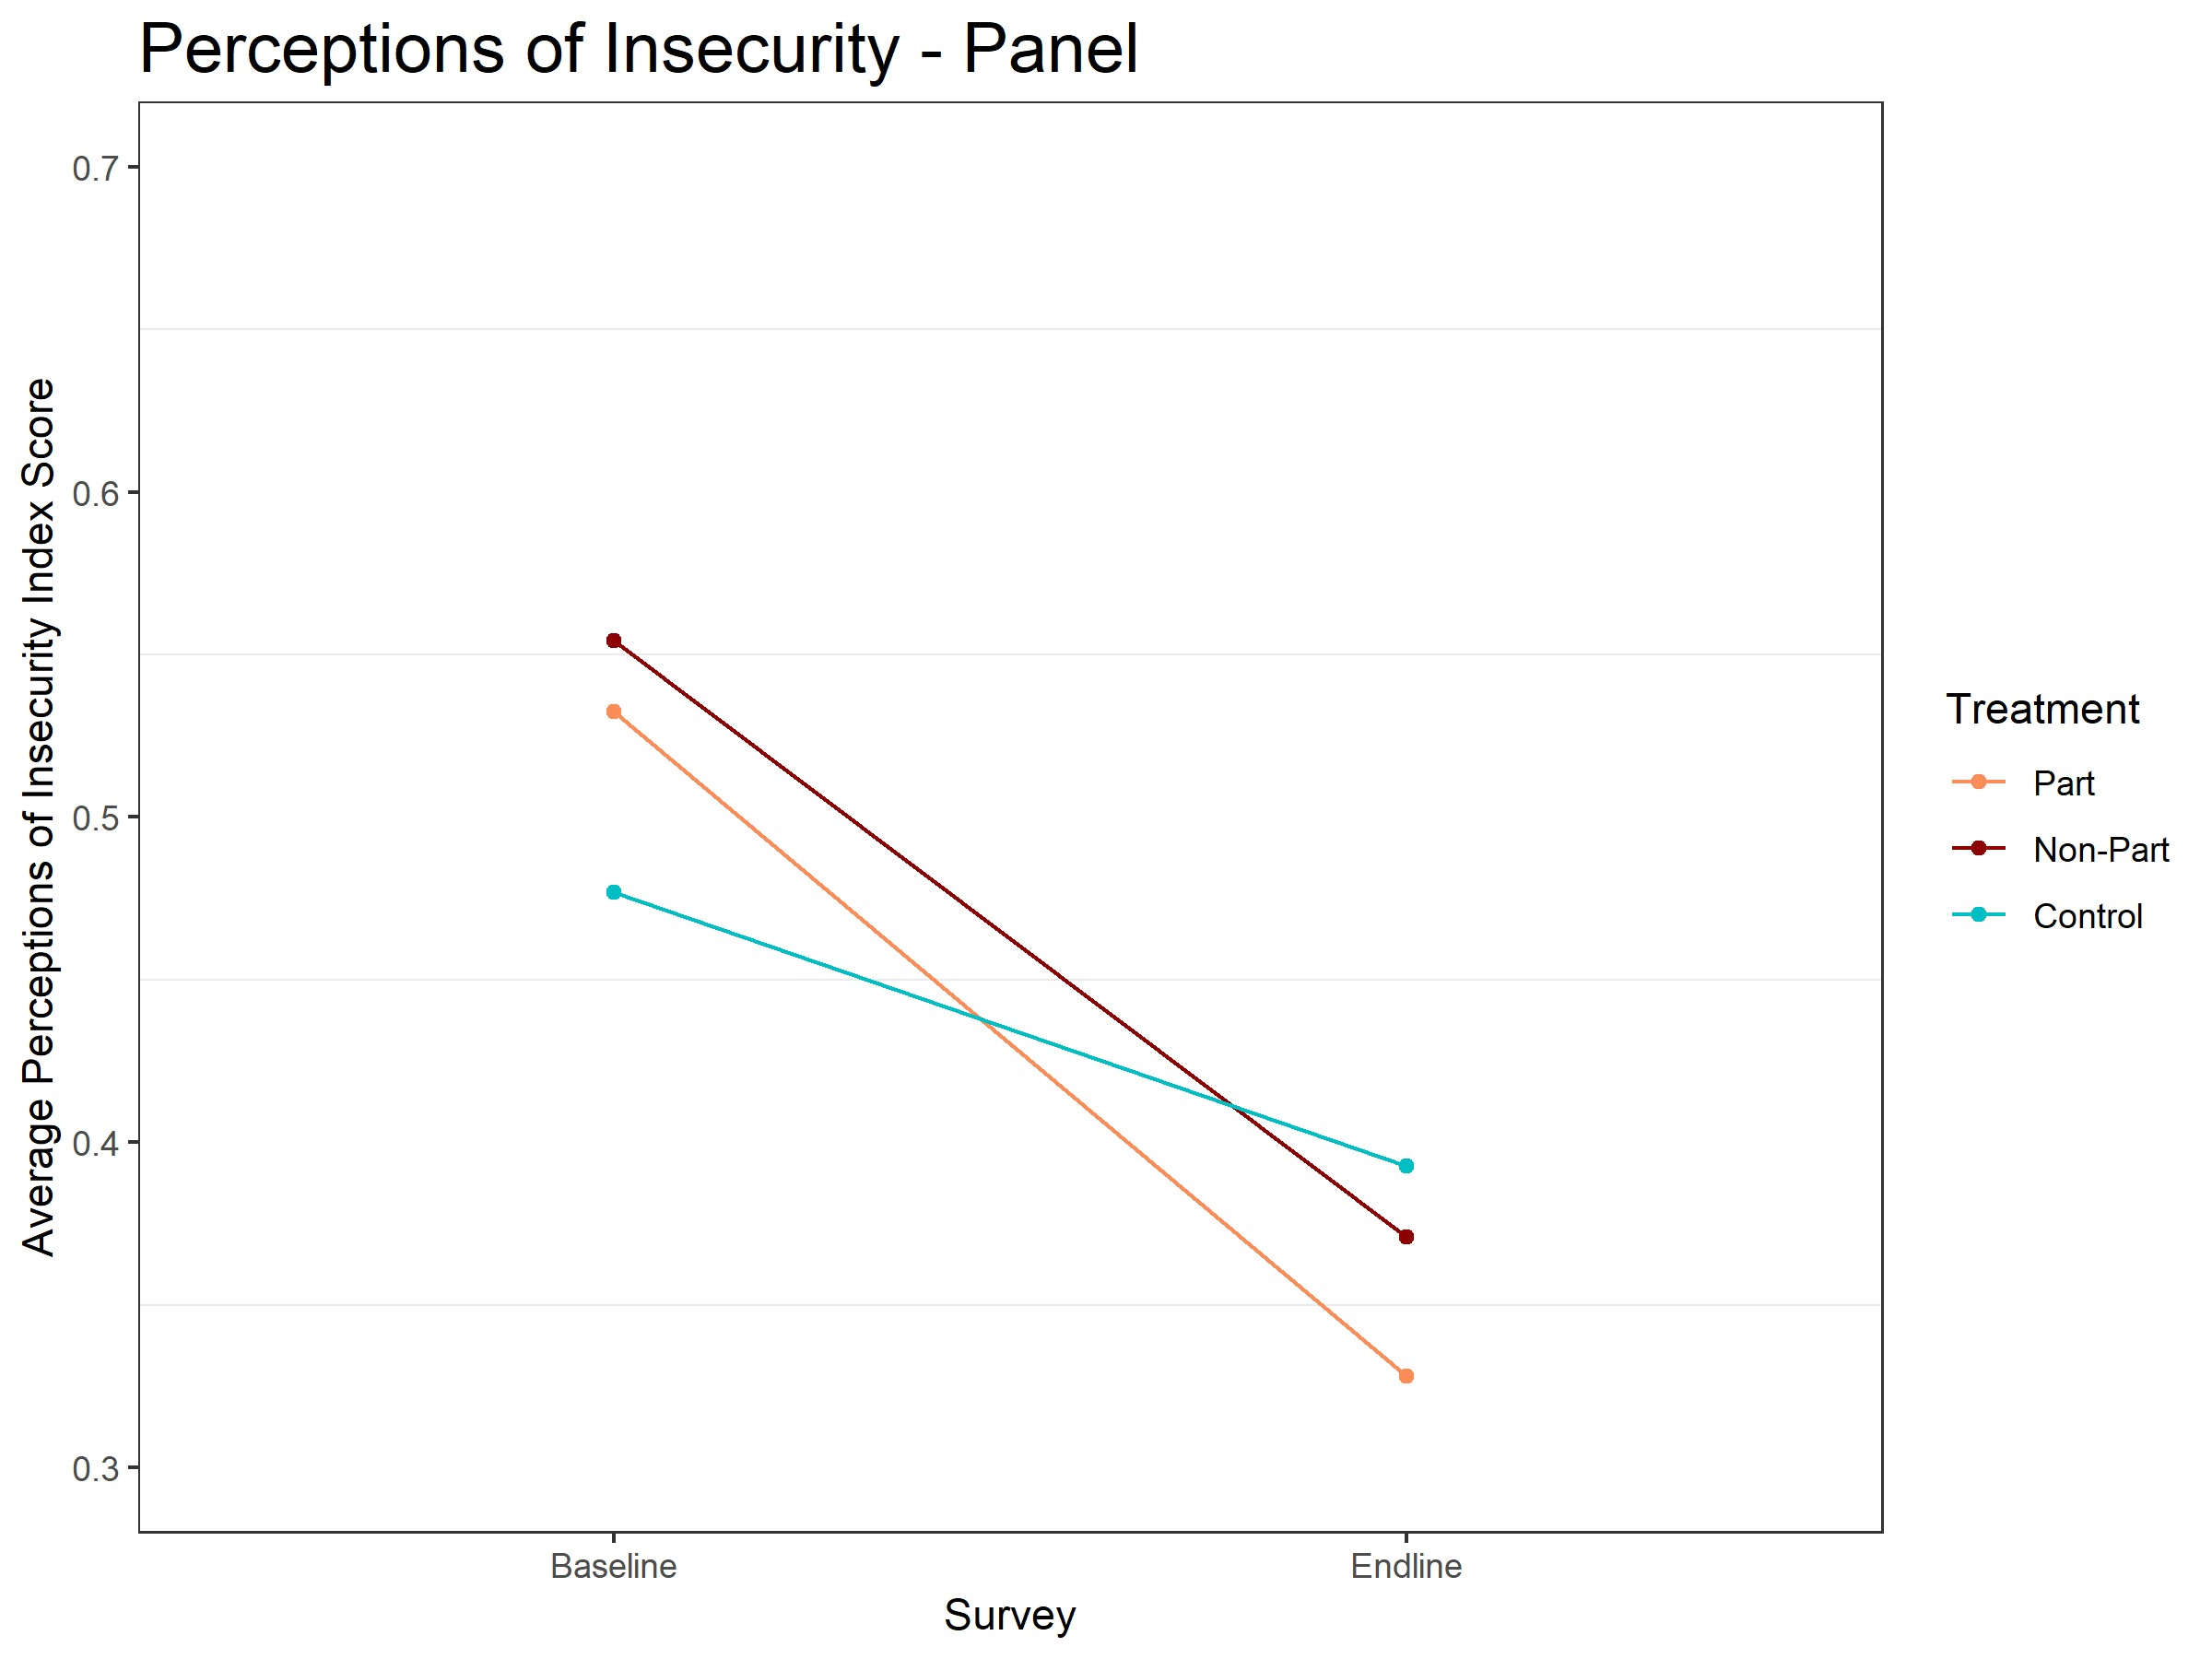 Perceptions of Insecurity - Panel
Average Perceptions of Insecurity Index Score
0.7
0.6
0.5
0.4
0.3
Baseline
Endline
Survey
Treatment
Part
Non-Part
Control